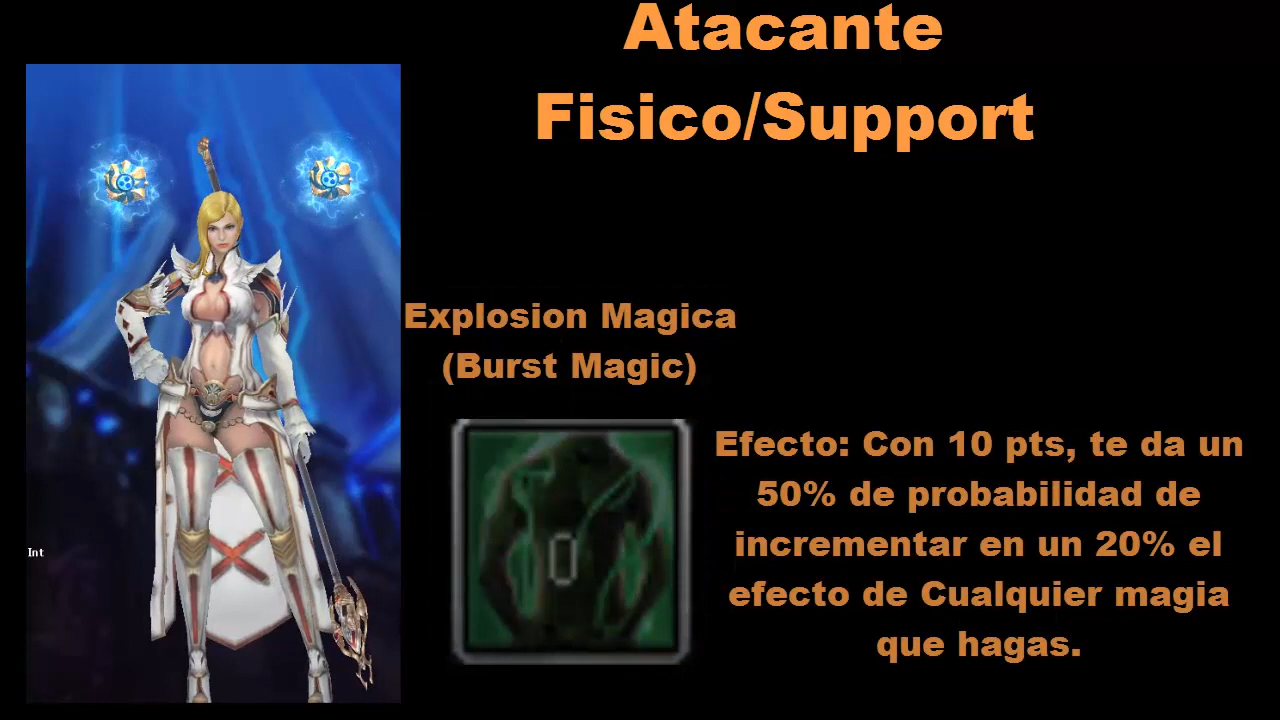 Atacante
Fisico/Support
Explosion Magica
(Burst Magic)
Efecto: Con 10 pts, te da un
50% de probabilidad de
incrementar en un 20% el
efecto de Cualquier magia
que hagas.
Int
0